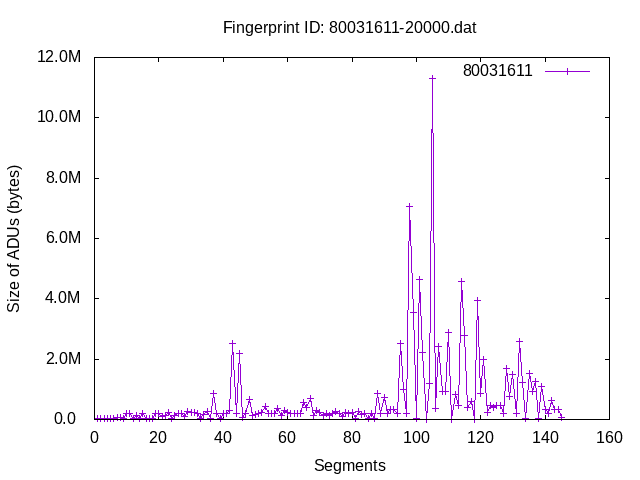 Fingerprint ID: 80031611-20000.dat
80031611
12.0M
10.0M
8.0M
6.0M
4.0M
2.0M
0.0
Size of ADUs (bytes)
0 20 40 60 80 100 120 140 160
Segments